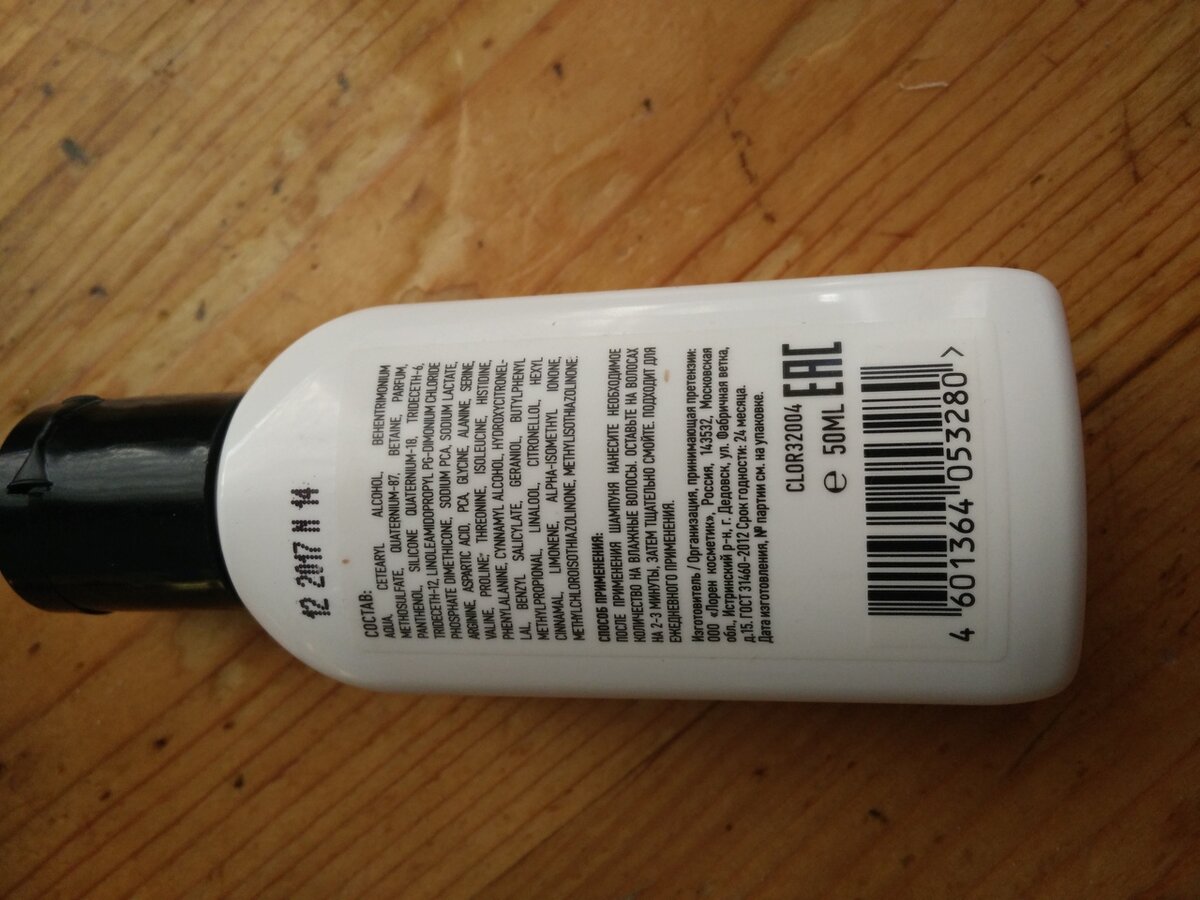 12 2017 N 14
СОСТАВ:
AQUA, CETEARYL ALCOHOL, BEHENTRIMONIUM
METHOSULFATE, QUATERNIUM-87, BETAINE, PARFUM,
PANTHENOL, SILICONE QUATERNIUM-18, TRIDECETH-6,
TRIDECETH-12, LINOLEAMIDOPROPYL PG-DIMONIUM CHLORIDE
PHOSPHATE DIMETHICONE, SODIUM PCA, SODIUM LACTATE,
ARGININE, ASPARTIC ACID, PCA, GLYCINE, ALANINE, SERINE,
VALINE, PROLINE; THREONINE, ISOLEUCINE, HISTIDINE,
PHENYLALANINE, CYNNAMYL ALCOHOL, HYDROXYCITRONEL-
LAL, BENZYL SALICYLATE, GERANIOL, BUTYLPHENYL
METHYLPROPIONAL, LINALOOL, CITRONELLOL, HEXYL
CINNAMAL, LIMONENE, ALPHA-ISOMETHYL IONONE,
METHYLCHLOROISOTHIAZOLINONE, METHYLISOTHIAZOLINONE.
СПОСОБ ПРИМЕНЕНИЯ:
ПОСЛЕ ПРИМЕНЕНИЯ ШАМПУНЯ НАНЕСИТЕ НЕОБХОДИМОЕ
КОЛИЧЕСТВО НА ВЛАЖНЫЕ ВОЛОСЫ. ОСТАВЬТЕ НА ВОЛОСАХ
НА 2-3 МИНУТЫ, ЗАТЕМ ТЩАТЕЛЬНО СМОЙТЕ. ПОДХОДИТ ДЛЯ
ЕЖЕДНЕВНОГО ПРИМЕНЕНИЯ.
Изготовитель / Организация, принимающая претензии:
ООО «Лорен косметик», Россия, 143532, Московская
обл., Истринский р-н, г. Дедовск, ул. Фабричная ветка,
д.15. ГОСТ 31460-2012 Срок годности: 24 месяца.
Дата изготовления, № партии см. на упаковке.
CLOR32004
e 50ML EAC
4 601364 053280 >